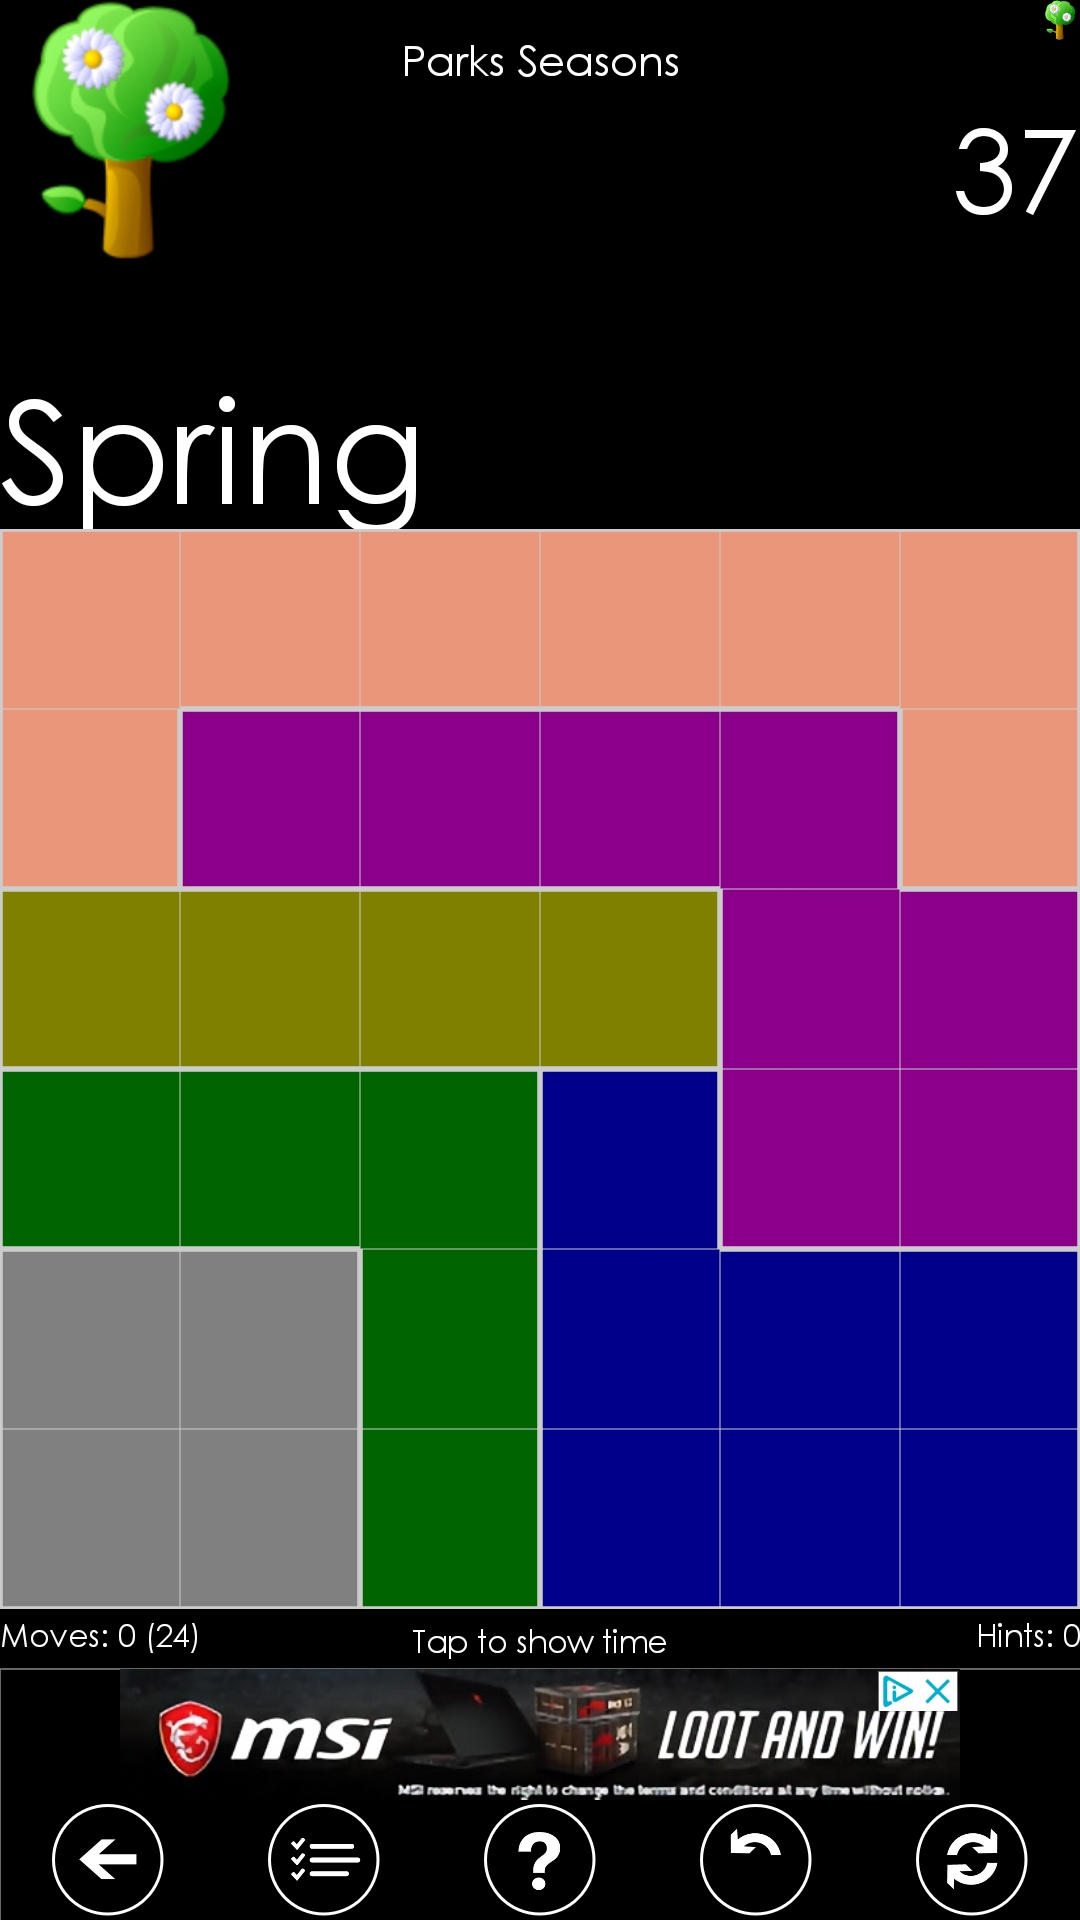 Parks Seasons
37
Spring
Moves: 0 (24)
Tap to show time
Hints: 0
msi
LOOT AND WIN!
MSI reserves the right to change the terms and conditions at any time without notice.